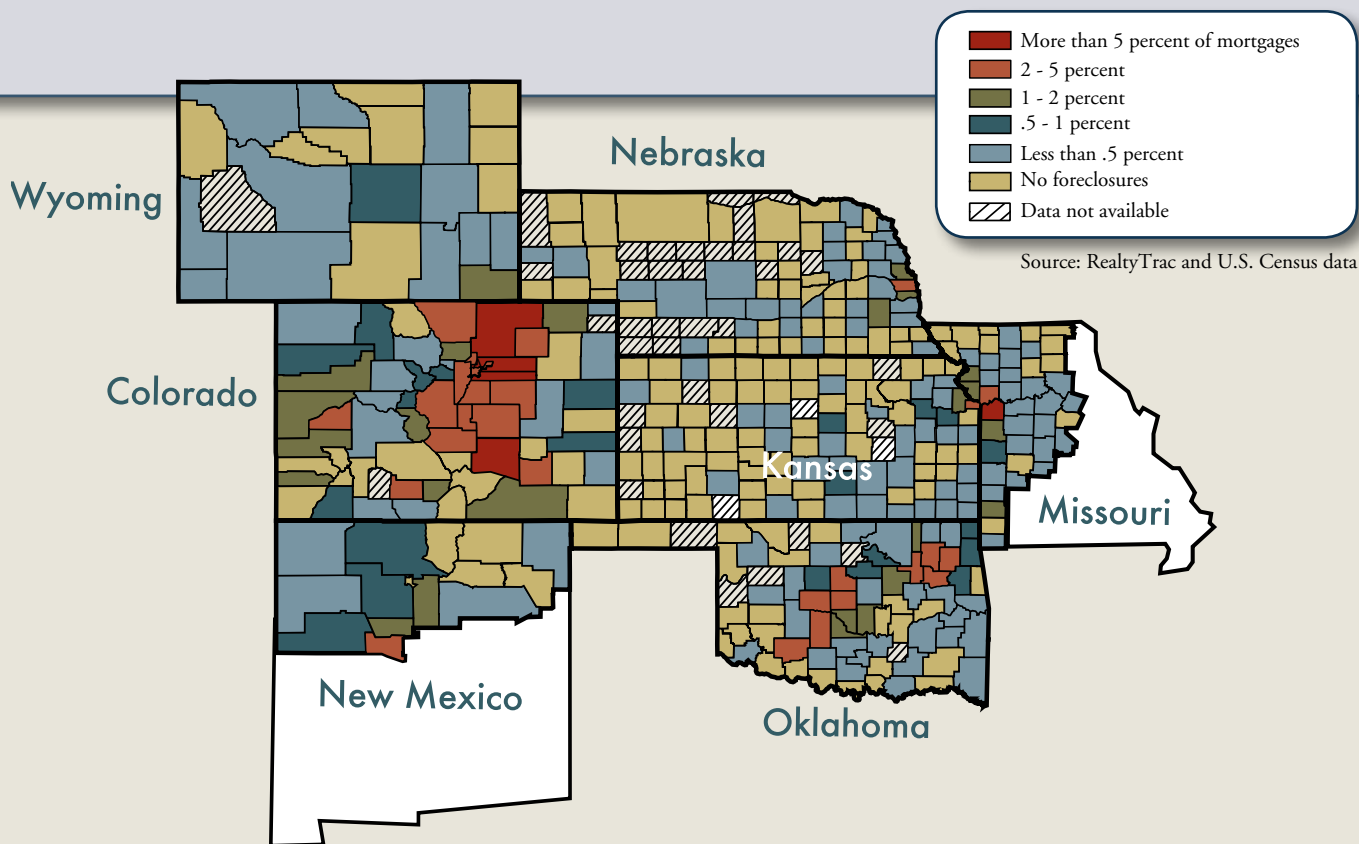 More than 5 percent of mortgages
2 - 5 percent
1 - 2 percent
.5 - 1 percent
Less than .5 percent
No foreclosures
Data not available
Source: RealtyTrac and U.S. Census data
Nebraska
Wyoming
Colorado
Kansas
Missouri
New Mexico
Oklahoma